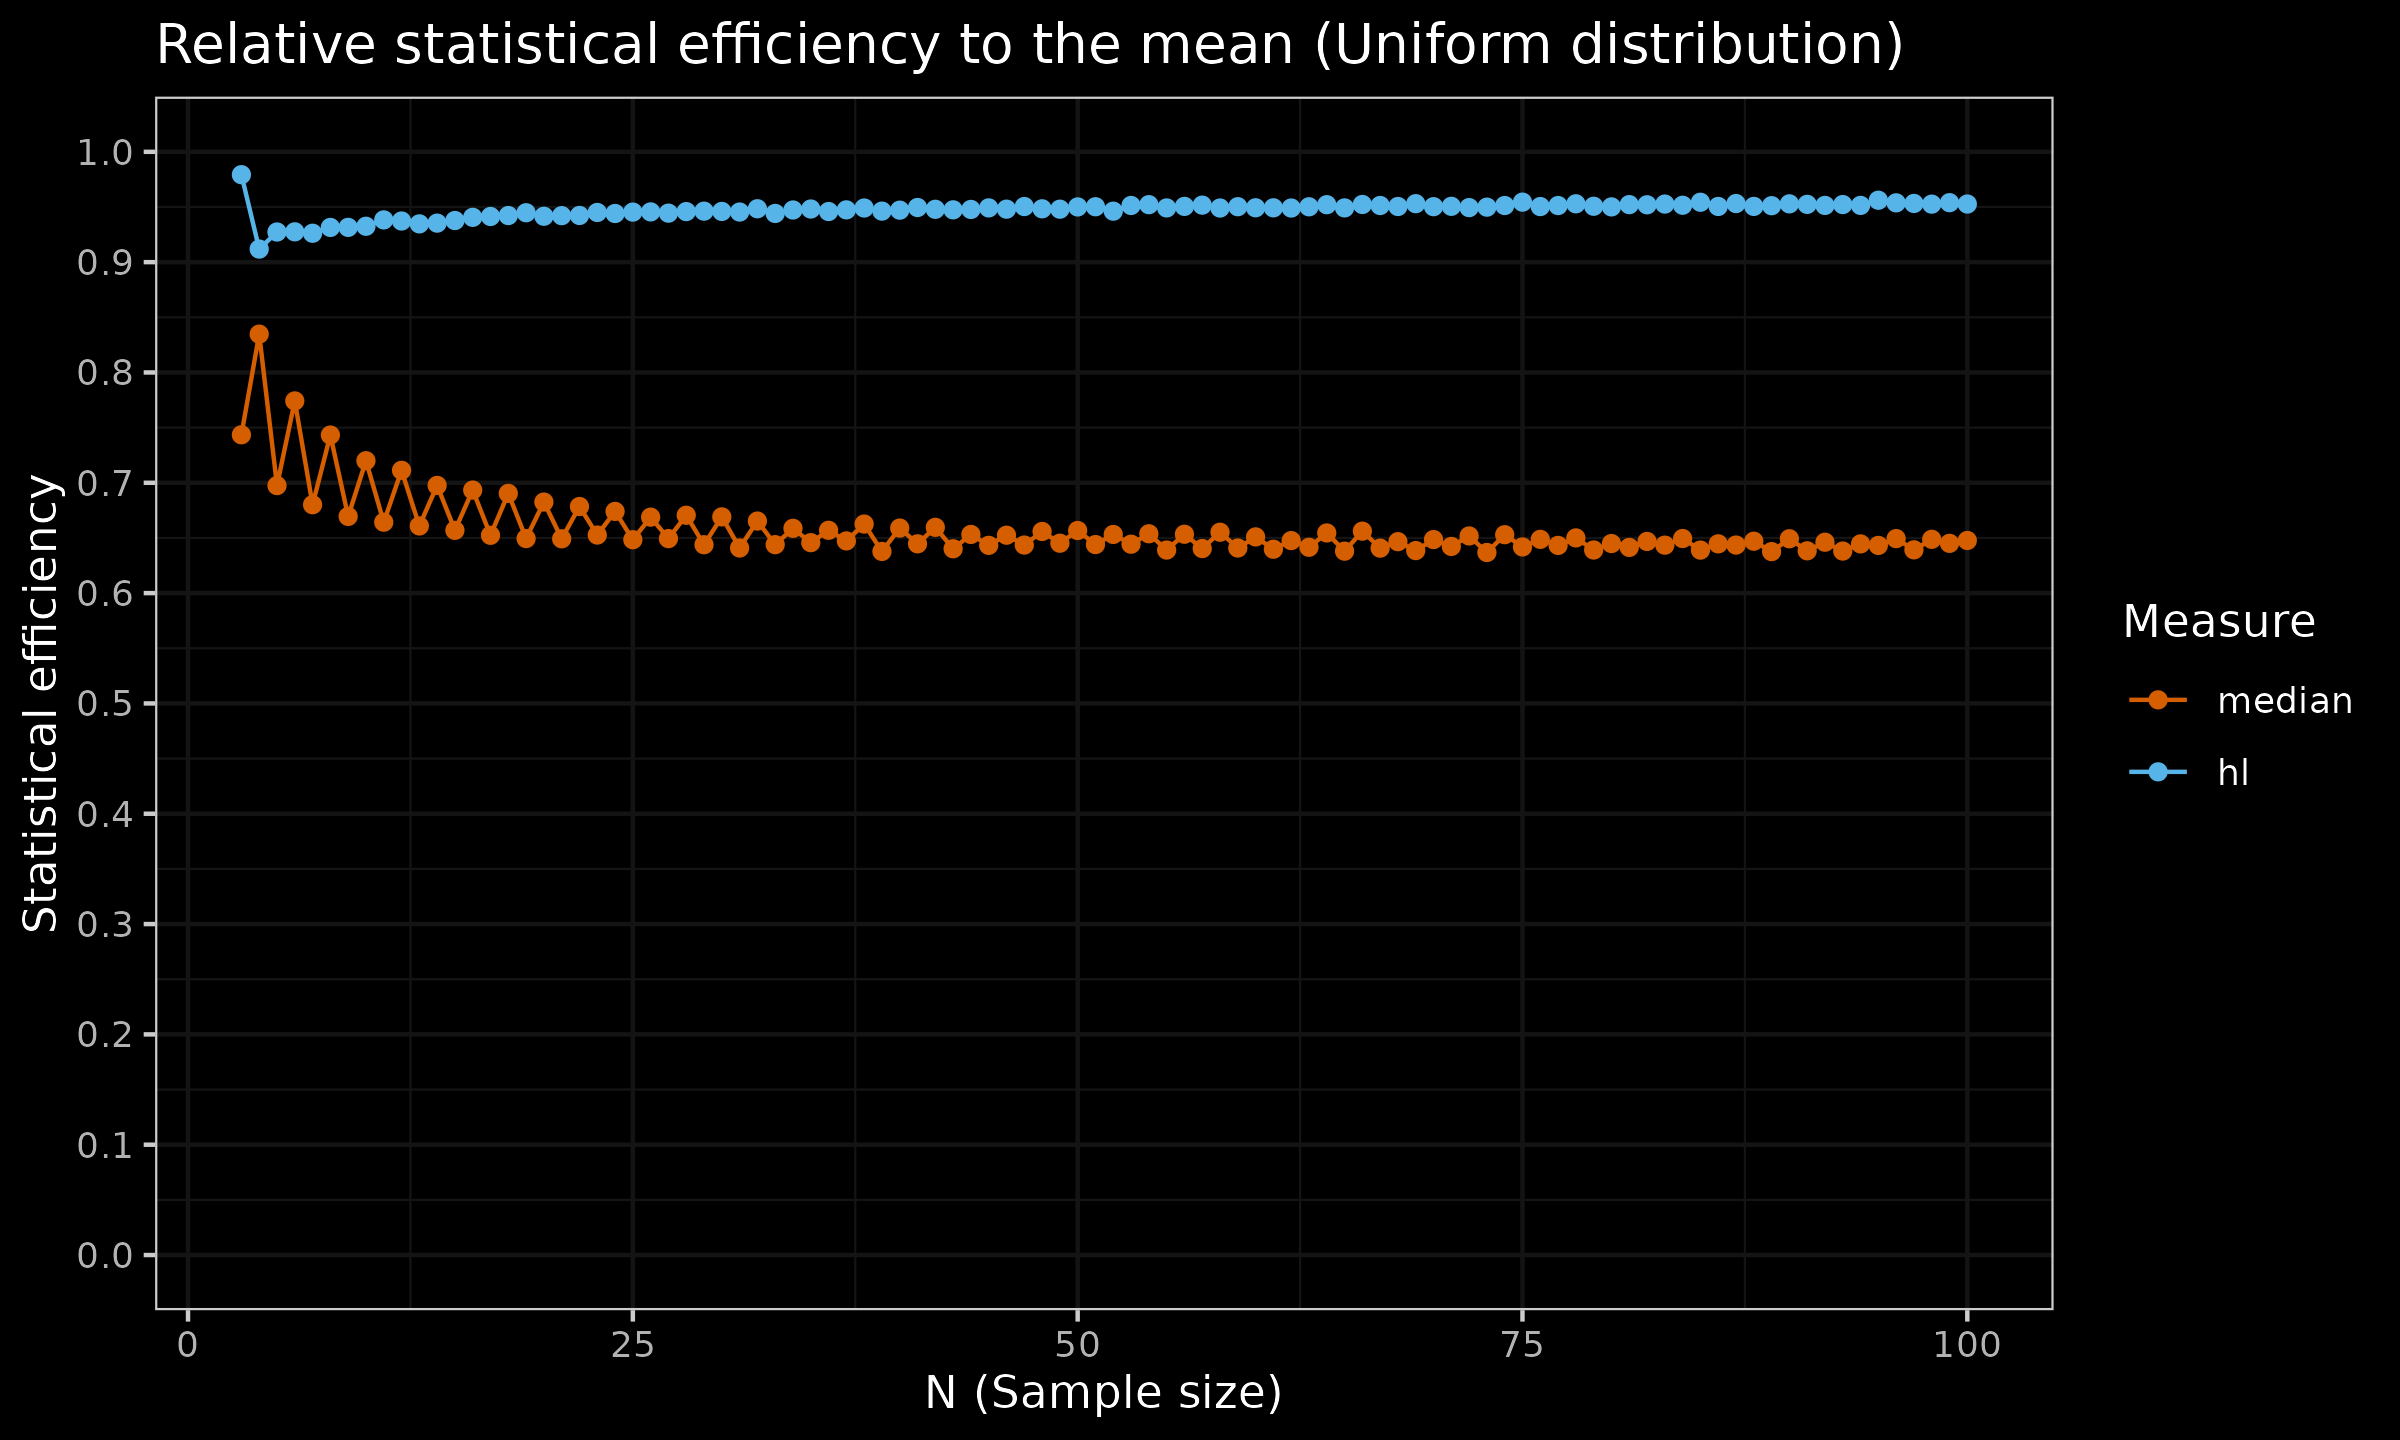 Relative statistical efficiency to the mean (Uniform distribution)
Statistical efficiency
1.0
0.9
0.8
0.7
0.6
0.5
0.4
0.3
0.2
0.1
0.0
0 25 50 75 100
N (Sample size)
Measure
median
hl